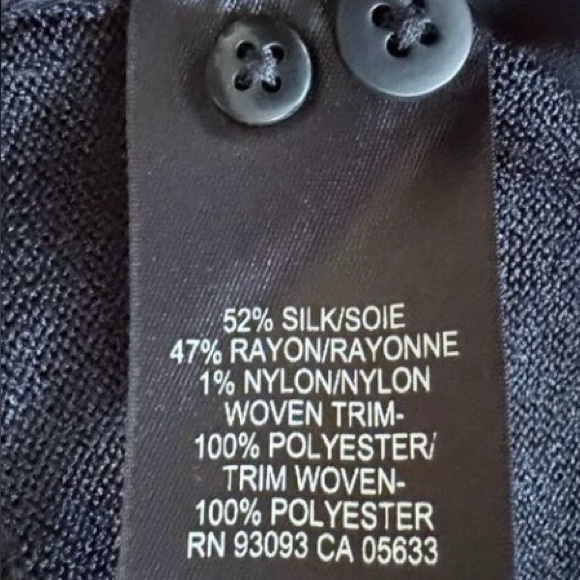 52% SILK/SOIE
47% RAYON/RAYONNE
1% NYLON/NYLON
WOVEN TRIM-
100% POLYESTER/
TRIM WOVEN-
100% POLYESTER
RN 93093 CA 05633